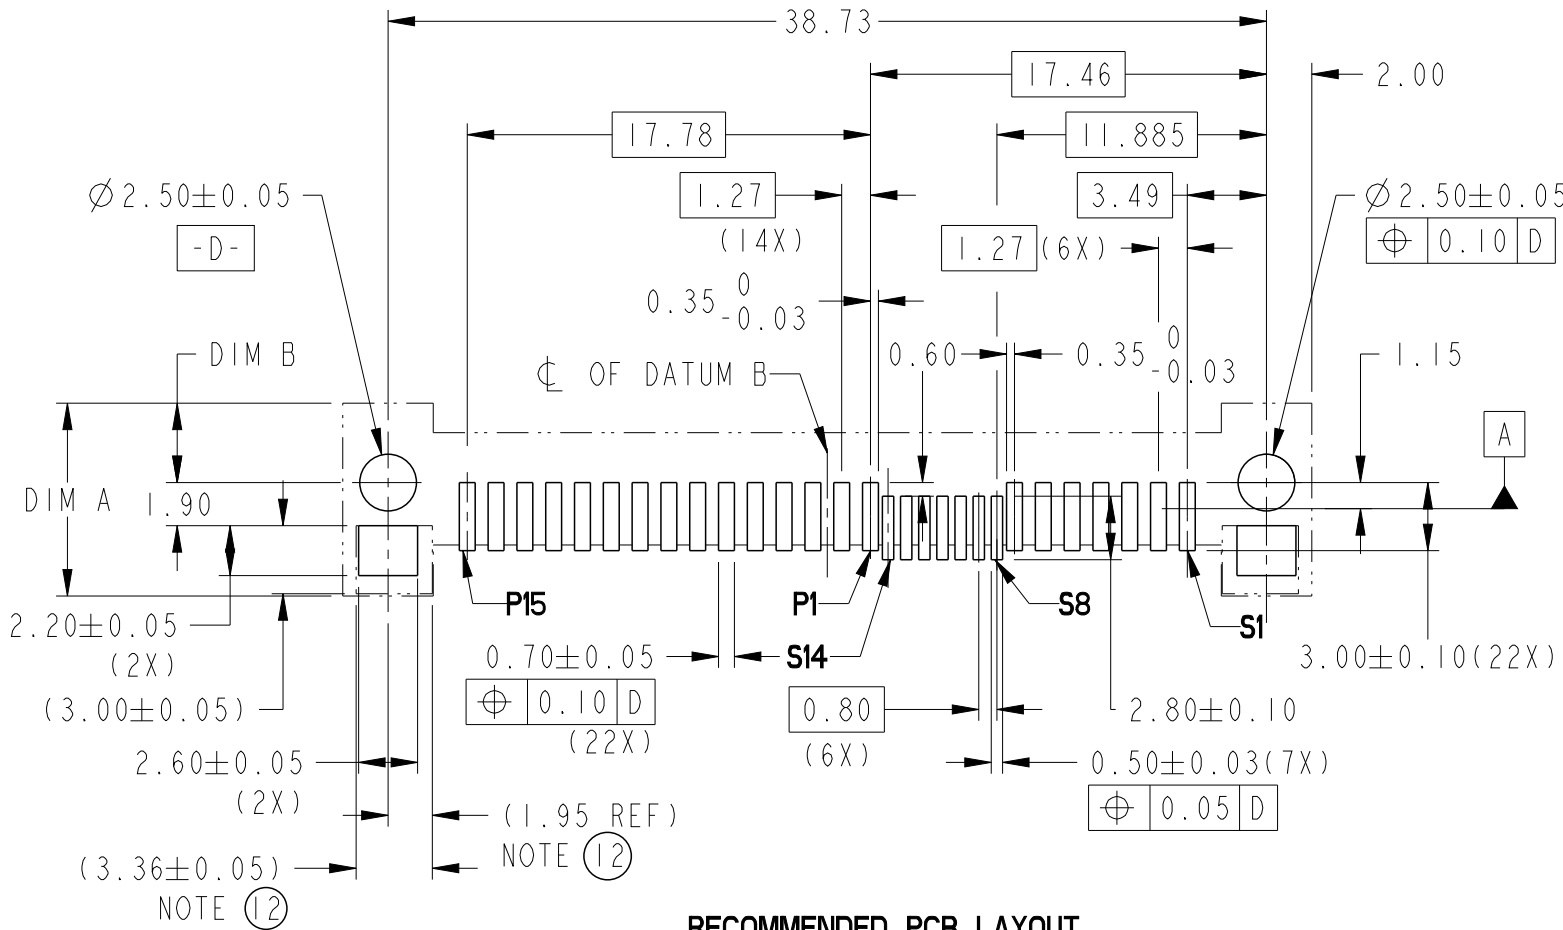 38.73
17.46
2.00
17.78
11.885
⌀2.50±0.05
-D-
1.27
(14X)
3.49
⌀2.50±0.05
⌖ 0.10 D
1.27 (6X)
0.35 0 -0.03
DIM B
℄ OF DATUM B
0.60
0.35 0 -0.03
1.15
A
DIM A
1.90
P15
P1
S8
S1
2.20±0.05
(2X)
0.70±0.05
S14
3.00±0.10(22X)
⌖ 0.10 D
(22X)
(3.00±0.05)
0.80
(6X)
2.80±0.10
2.60±0.05
(2X)
0.50±0.03(7X)
⌖ 0.05 D
(1.95 REF)
NOTE 12
(3.36±0.05)
NOTE 12
RECOMMENDED PCB LAYOUT